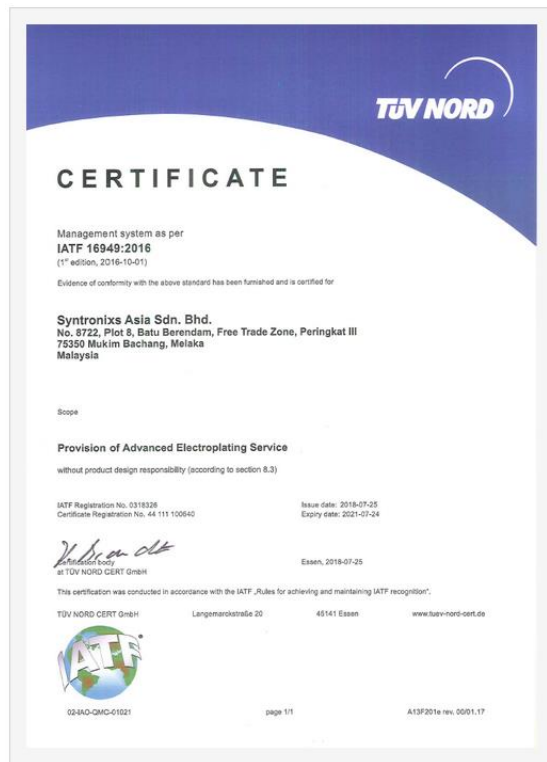 TÜV NORD
CERTIFICATE
Management system as per
IATF 16949:2016
(1st edition, 2016-10-01)
Evidence of conformity with the above standard has been furnished and is certified for
Syntronixs Asia Sdn. Bhd.
No. 8722, Plot 8, Batu Berendam, Free Trade Zone, Peringkat III
75350 Mukim Bachang, Melaka
Malaysia
Scope
Provision of Advanced Electroplating Service
without product design responsibility (according to section 8.3)
IATF Registration No. 0318326 Issue date: 2018-07-25
Certificate Registration No. 44 111 100640 Expiry date: 2021-07-24
Certification body Essen, 2018-07-25
at TÜV NORD CERT GmbH
This certification was conducted in accordance with the IATF „Rules for achieving and maintaining IATF recognition".
TÜV NORD CERT GmbH Langemarckstraße 20 45141 Essen www.tuev-nord-cert.de
IATF
02-IAO-QMC-01021 page 1/1 A13F201e rev. 00/01.17